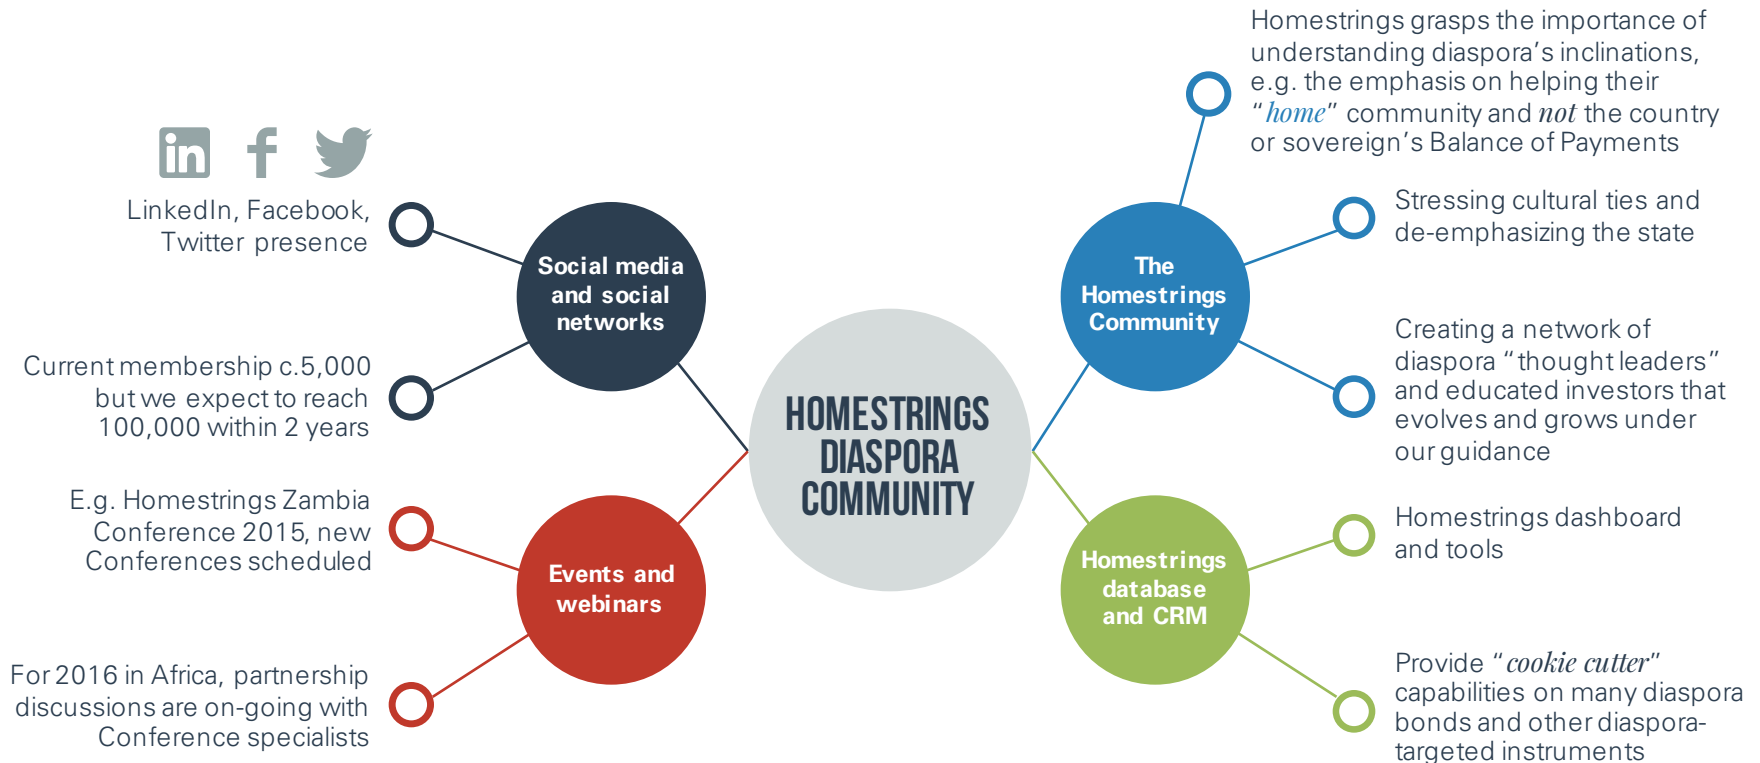 in f
LinkedIn, Facebook,
Twitter presence
Current membership c.5,000
but we expect to reach
100,000 within 2 years
Social media
and social
networks
E.g. Homestrings Zambia
Conference 2015, new
Conferences scheduled
For 2016 in Africa, partnership
discussions are on-going with
Conference specialists
Events and
webinars
HOMESTRINGS
DIASPORA
COMMUNITY
The
Homestrings
Community
Homestrings grasps the importance of
understanding diaspora’s inclinations,
e.g. the emphasis on helping their
“home” community and not the country
or sovereign’s Balance of Payments
Stressing cultural ties and
de-emphasizing the state
Creating a network of
diaspora “thought leaders”
and educated investors that
evolves and grows under
our guidance
Homestrings
database
and CRM
Homestrings dashboard
and tools
Provide “cookie cutter”
capabilities on many diaspora
bonds and other diaspora-
targeted instruments